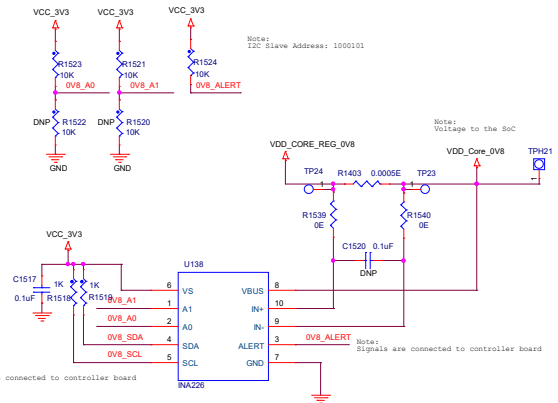 VCC_3V3
VCC_3V3
VCC_3V3
Note:
I2C Slave Address: 1000101
R1523
10K
R1521
10K
R1524
10K
0V8_A0
0V8_A1
0V8_ALERT
DNP
R1522
10K
DNP
R1520
10K
GND
GND
Note:
Voltage to the SoC
VDD_CORE_REG_0V8
VDD_Core_0V8
TPH21
1
TP24
1
R1403
0.0005E
1
TP23
R1539
0E
R1540
0E
C1520
0.1uF
DNP
VCC_3V3
C1517
0.1uF
1K
R1518
1K
R1519
U138
0V8_A1
0V8_A0
0V8_SDA
0V8_SCL
6
VS
1
A1
2
A0
4
SDA
5
SCL
VBUS
8
IN+
10
IN-
9
ALERT
3
GND
7
INA226
0V8_ALERT
Note:
Signals are connected to controller board
connected to controller board